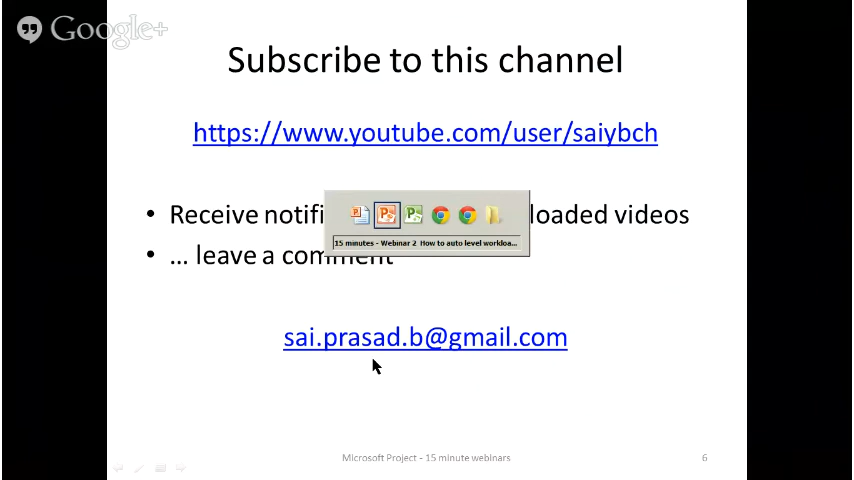 Google+
Subscribe to this channel
https://www.youtube.com/user/saiybch
• Receive notifi loaded videos
15 minutes - Webinar 2 How to auto level workloa...
• … leave a comment
sai.prasad.b@gmail.com
Microsoft Project - 15 minute webinars 6